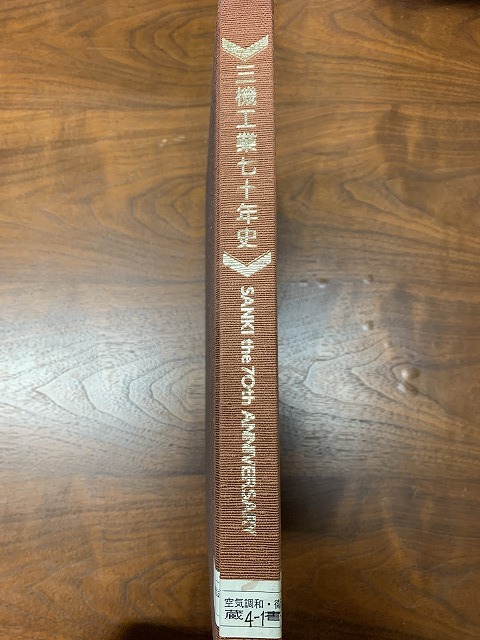 三機工業七十年史
SANKI the 70th ANNIVERSARY
空気調和・衛
蔵4-1書